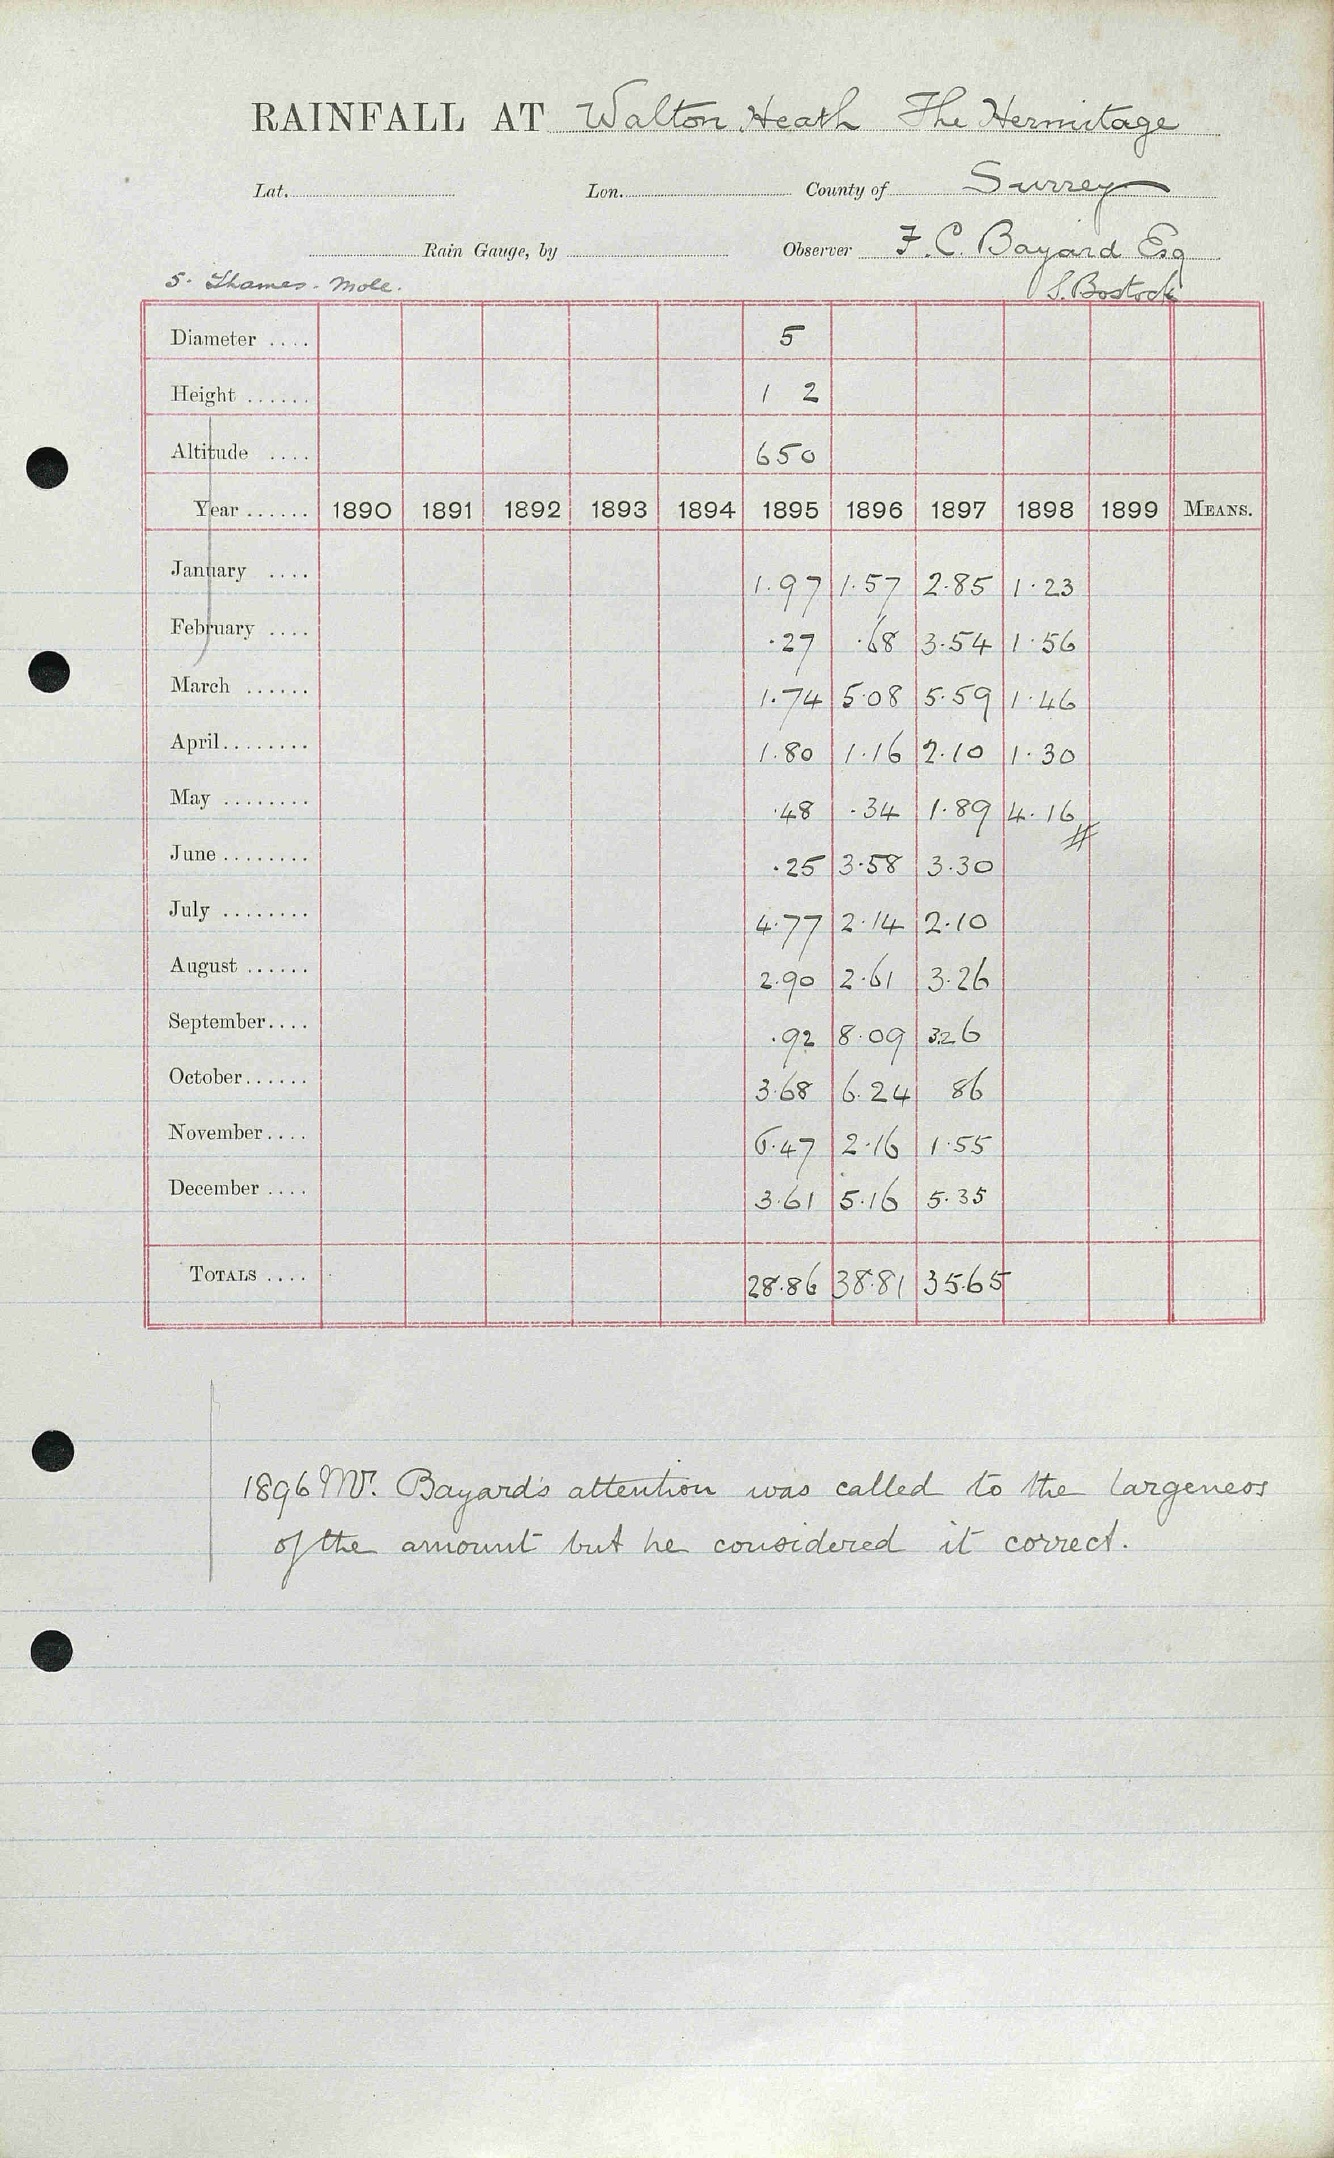 RAINFALL AT Walton Heath The Hermitage
Lat. Lon. County of Surrey
Rain Gauge, by Observer F. C. Bayard Esq
5. Thames - Mole. S. Bostock
Diameter .... 5
Height ...... 1 2
Altitude .... 650
Year ...... 1890 1891 1892 1893 1894 1895 1896 1897 1898 1899 MEANS.
January .... 1.97 1.57 2.85 1.23
February .... .27 .68 3.54 1.56
March ...... 1.74 5.08 5.59 1.46
April........ 1.80 1.16 2.10 1.30
May ........ .48 .34 1.89 4.16 #
June ........ .25 3.58 3.30
July ........ 4.77 2.14 2.10
August ...... 2.90 2.61 3.26
September.... .92 8.09 3.26
October...... 3.68 6.24 86
November.... 6.47 2.16 1.55
December .... 3.61 5.16 5.35
TOTALS .... 28.86 38.81 35.65
1896 Mr. Bayard's attention was called to the largeness
of the amount but he considered it correct.